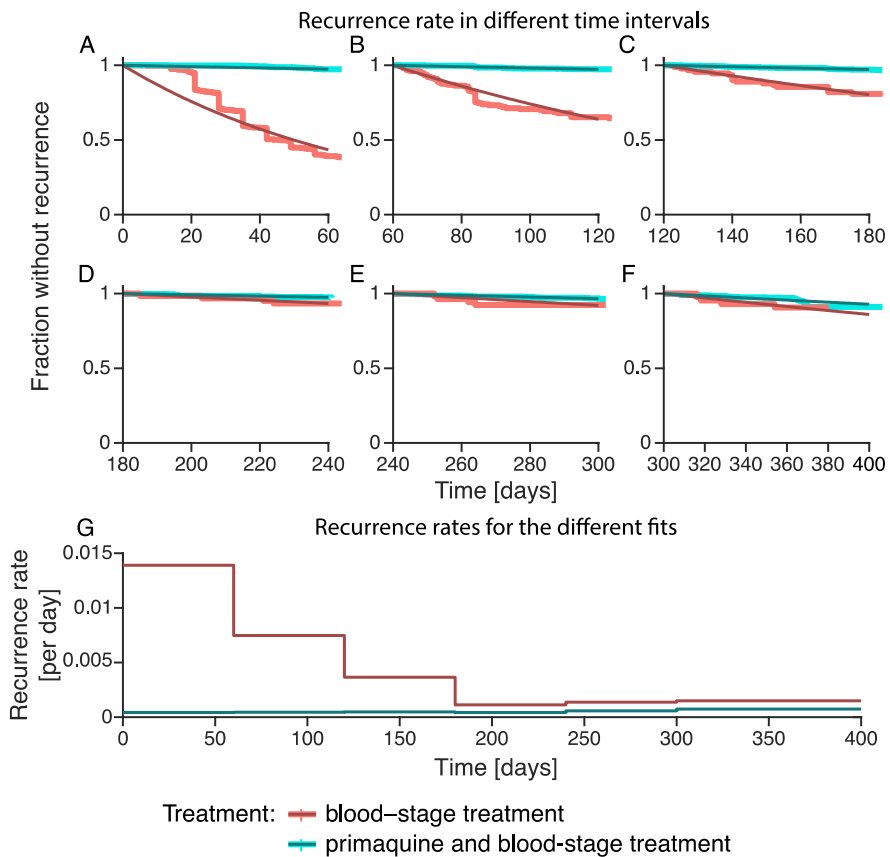 Recurrence rate in different time intervals
A
B
C
1
0.5
0
0 20 40 60
1
0.5
0
60 80 100 120
1
0.5
0
120 140 160 180
Fraction without recurrence
D
E
F
1
0.5
0
180 200 220 240
1
0.5
0
240 260 280 300
1
0.5
0
300 320 340 360 380 400
Time [days]
G
Recurrence rates for the different fits
Recurrence rate
[per day]
0.015
0.01
0.005
0
0 50 100 150 200 250 300 350 400
Time [days]
Treatment:
blood–stage treatment
primaquine and blood-stage treatment